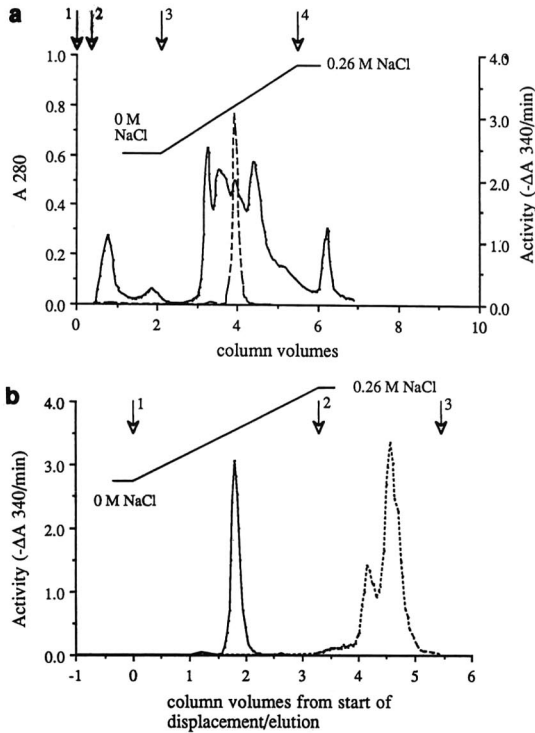 a
1 2 3 4
1.0
0.8
0.6
0.4
0.2
0.0
A 280
0 M
NaCl
0.26 M NaCl
4.0
3.0
2.0
1.0
0.0
Activity (-ΔA 340/min)
0 2 4 6 8 10
column volumes
b
1 2 3
0.26 M NaCl
0 M NaCl
4.0
3.0
2.0
1.0
0.0
Activity (-ΔA 340/min)
-1 0 1 2 3 4 5 6
column volumes from start of
displacement/elution